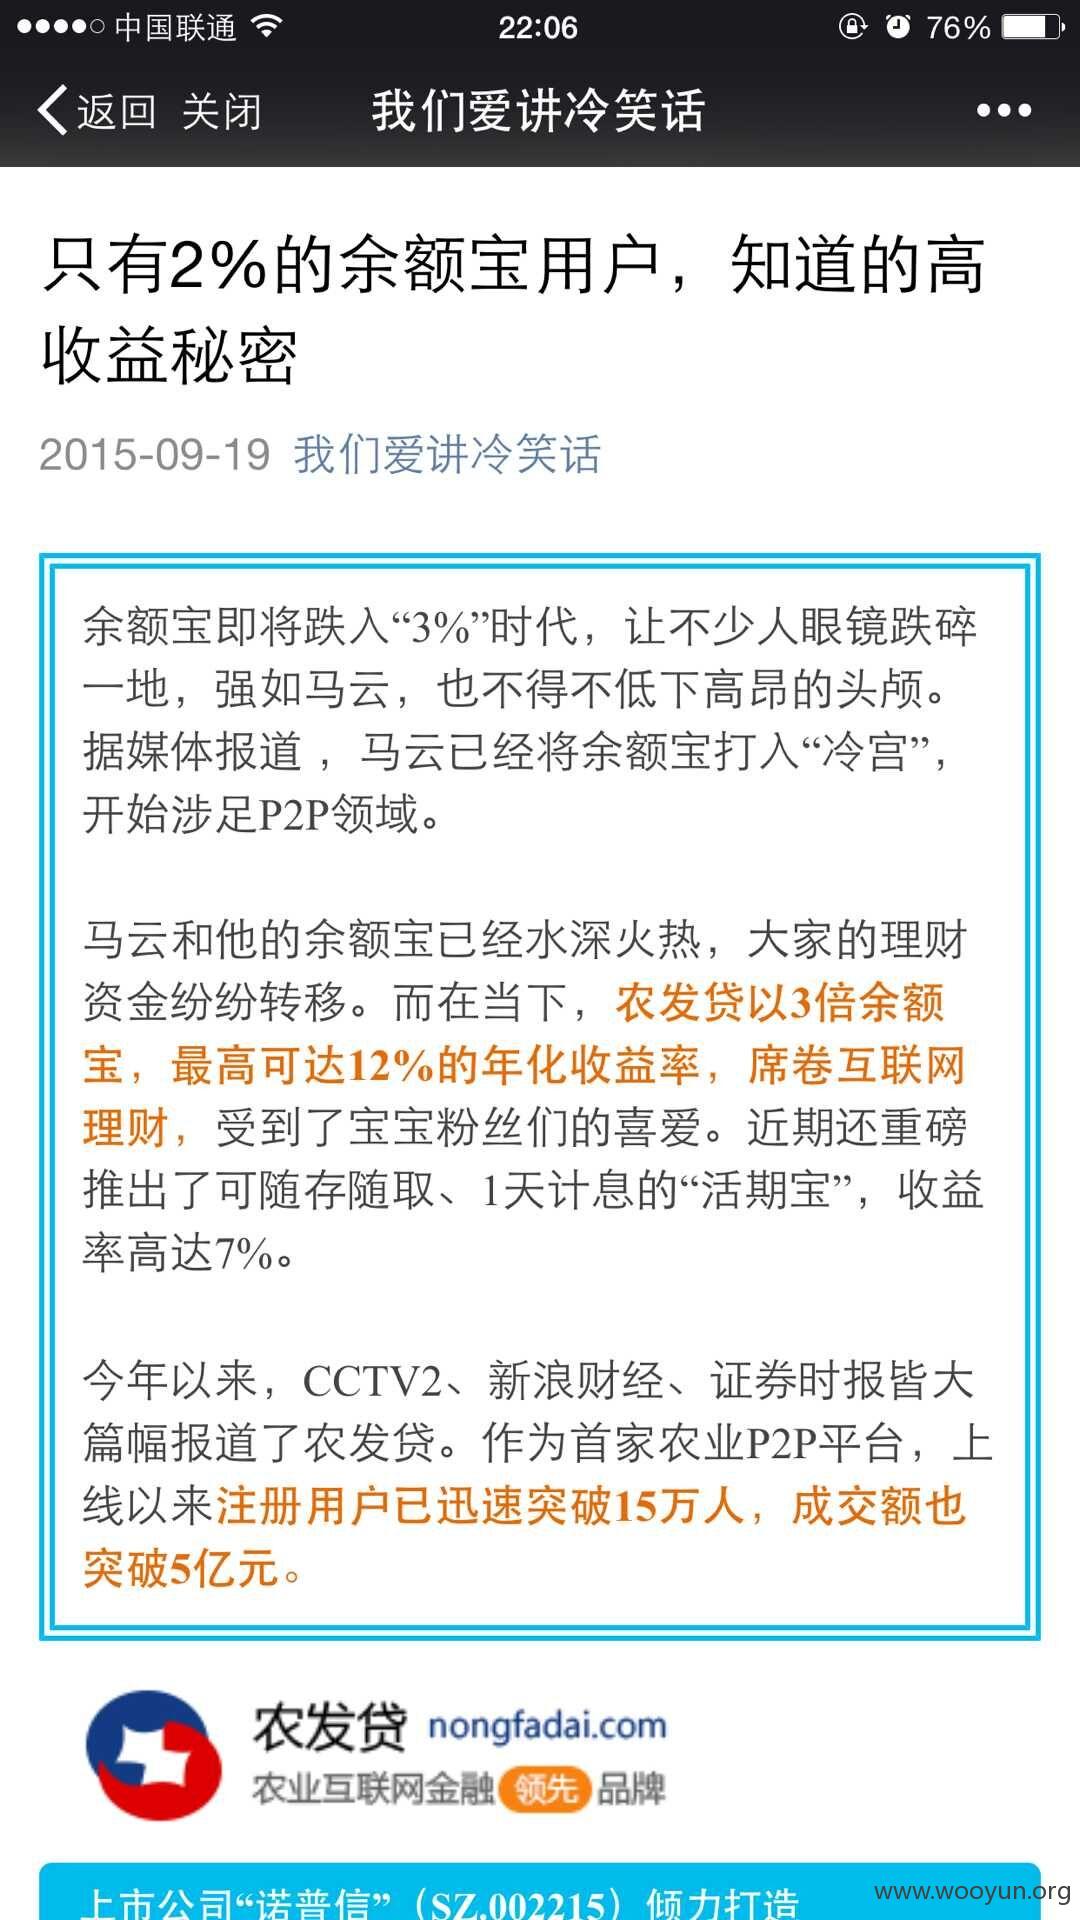 中国联通 22:06 76%
返回 关闭 我们爱讲冷笑话
只有2%的余额宝用户，知道的高
收益秘密
2015-09-19 我们爱讲冷笑话
余额宝即将跌入“3%”时代，让不少人眼镜跌碎
一地，强如马云，也不得不低下高昂的头颅。
据媒体报道 ，马云已经将余额宝打入“冷宫”，
开始涉足P2P领域。
马云和他的余额宝已经水深火热，大家的理财
资金纷纷转移。而在当下，农发贷以3倍余额
宝，最高可达12%的年化收益率，席卷互联网
理财，受到了宝宝粉丝们的喜爱。近期还重磅
推出了可随存随取、1天计息的“活期宝”，收益
率高达7%。
今年以来，CCTV2、新浪财经、证券时报皆大
篇幅报道了农发贷。作为首家农业P2P平台，上
线以来注册用户已迅速突破15万人，成交额也
突破5亿元。
农发贷 nongfadai.com
农业互联网金融 领先 品牌
上市公司“诺普信”（SZ.002215）倾力打造
www.wooyun.org